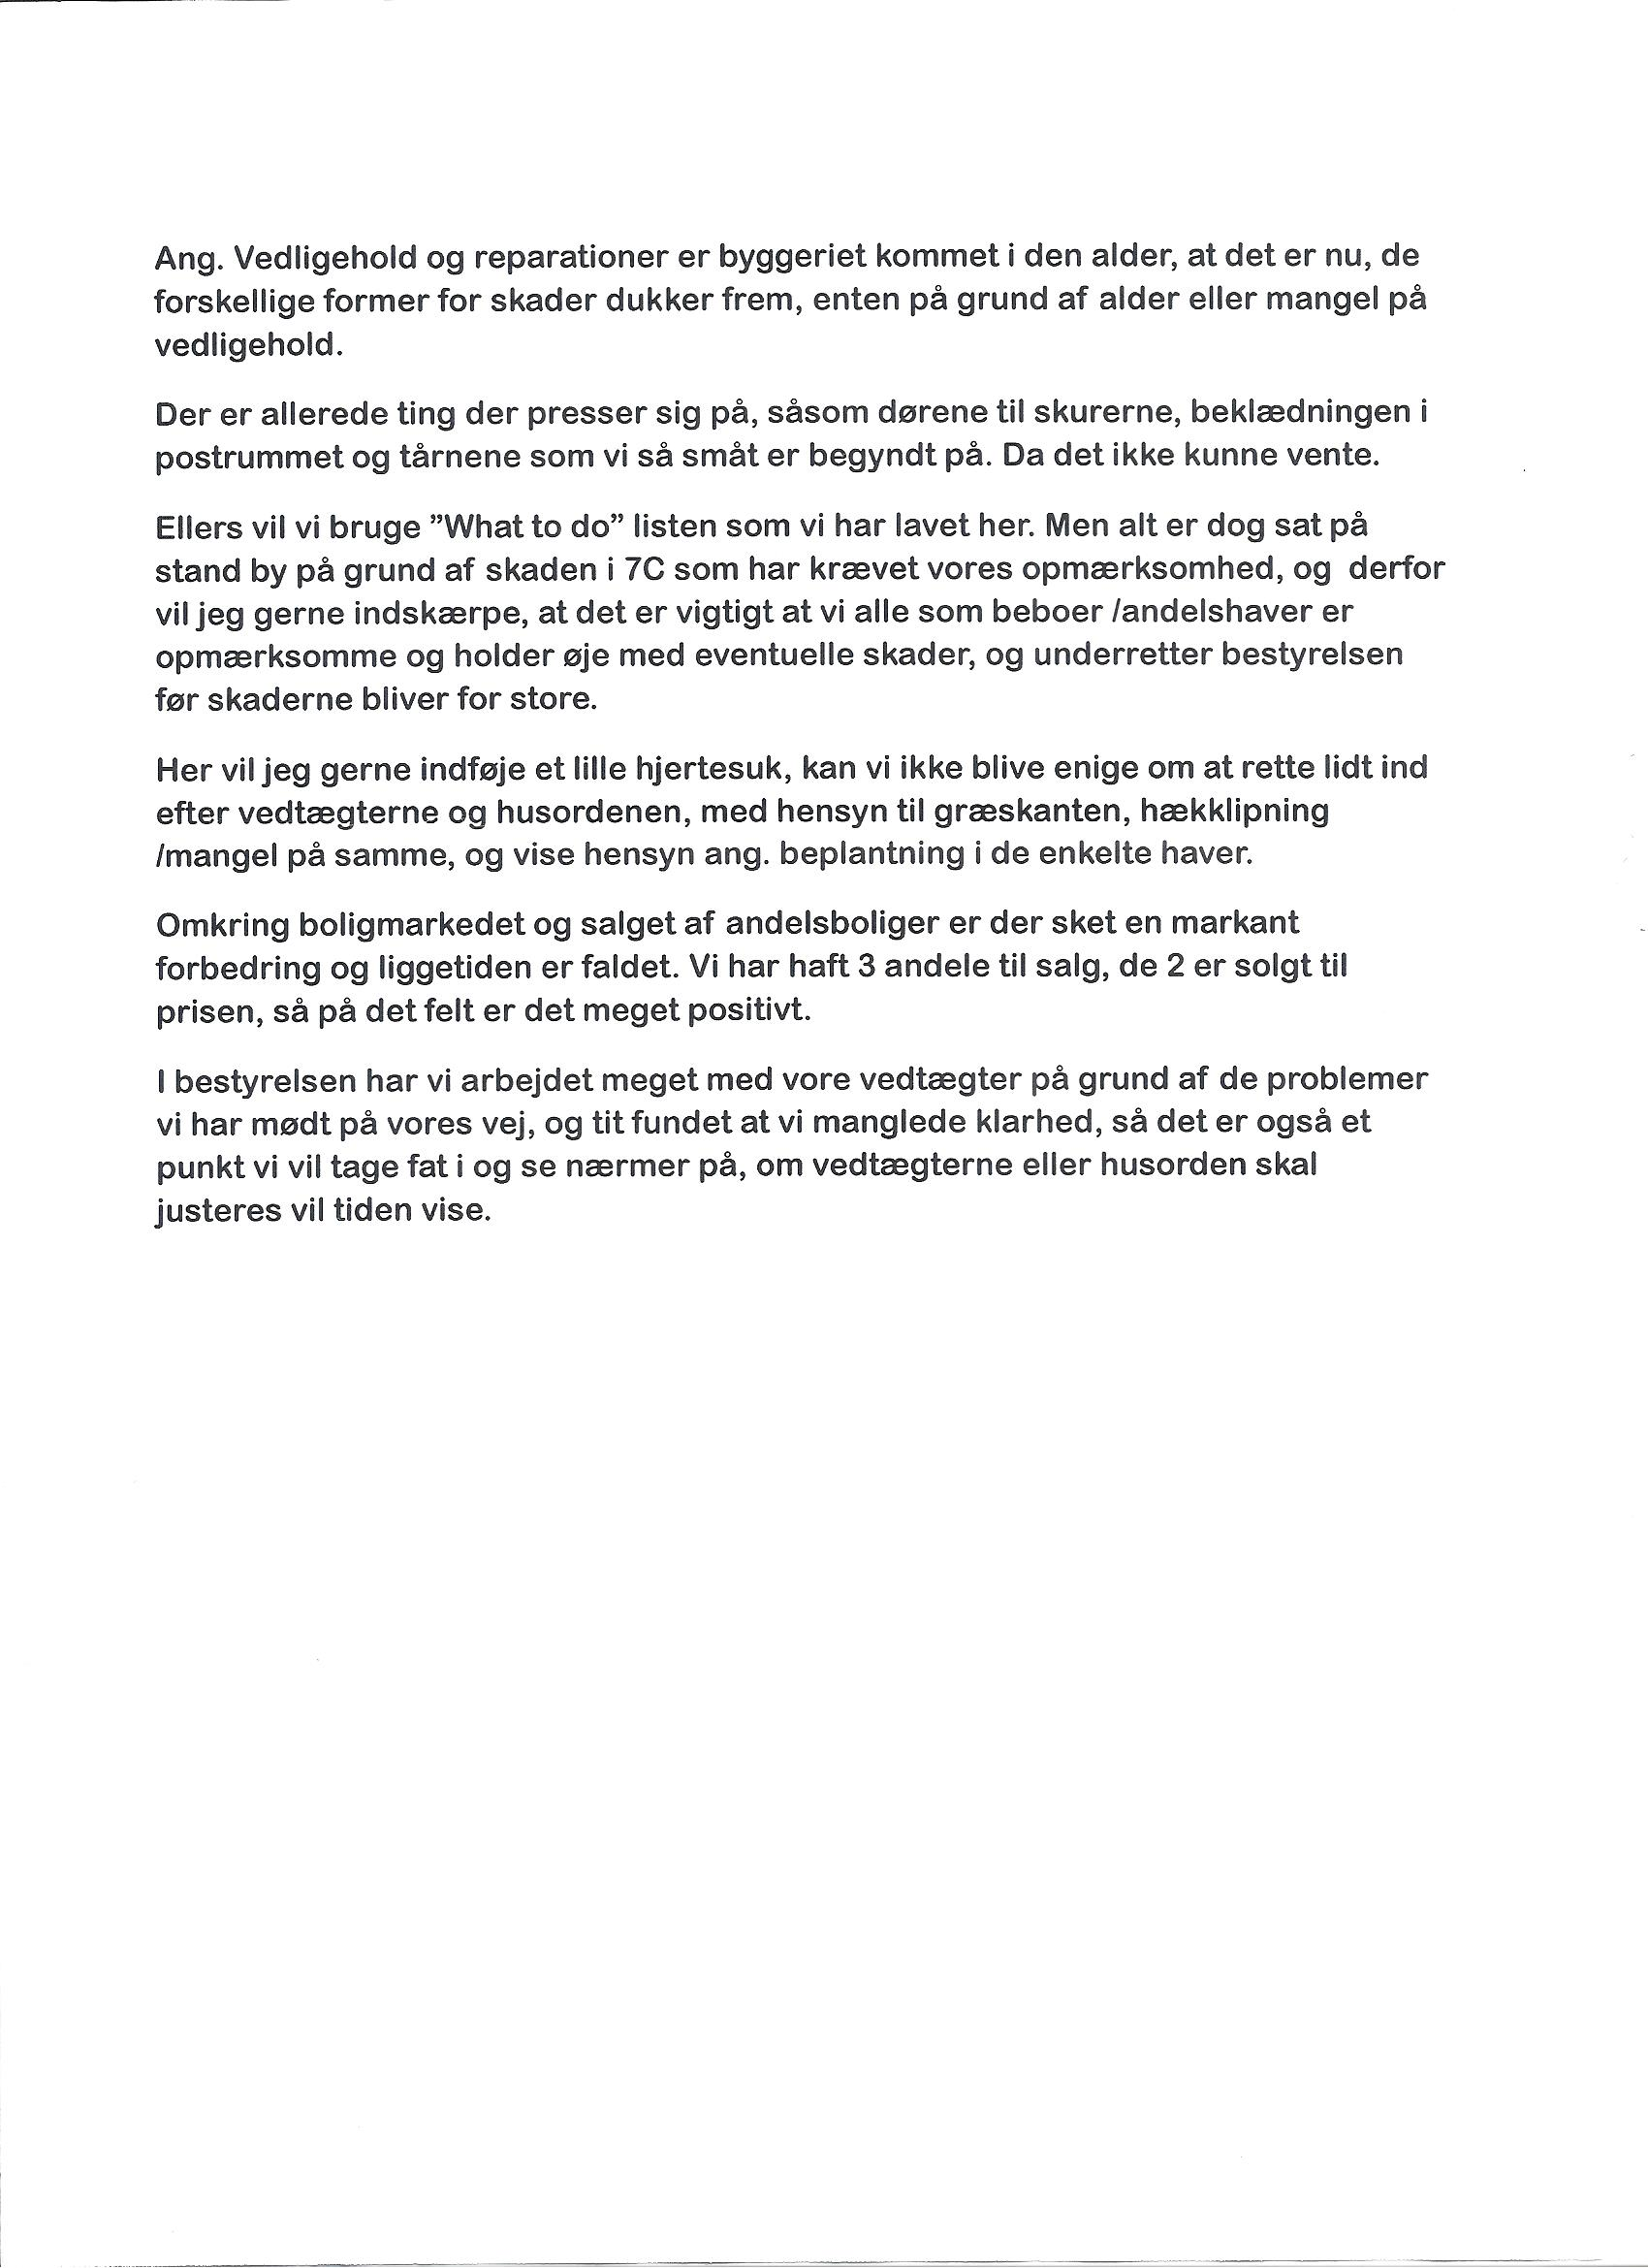 Ang. Vedligehold og reparationer er byggeriet kommet i den alder, at det er nu, de
forskellige former for skader dukker frem, enten på grund af alder eller mangel på
vedligehold.
Der er allerede ting der presser sig på, såsom dørene til skurerne, beklædningen i
postrummet og tårnene som vi så småt er begyndt på. Da det ikke kunne vente.
Ellers vil vi bruge ”What to do” listen som vi har lavet her. Men alt er dog sat på
stand by på grund af skaden i 7C som har krævet vores opmærksomhed, og  derfor
vil jeg gerne indskærpe, at det er vigtigt at vi alle som beboer /andelshaver er
opmærksomme og holder øje med eventuelle skader, og underretter bestyrelsen
før skaderne bliver for store.
Her vil jeg gerne indføje et lille hjertesuk, kan vi ikke blive enige om at rette lidt ind
efter vedtægterne og husordenen, med hensyn til græskanten, hækklipning
/mangel på samme, og vise hensyn ang. beplantning i de enkelte haver.
Omkring boligmarkedet og salget af andelsboliger er der sket en markant
forbedring og liggetiden er faldet. Vi har haft 3 andele til salg, de 2 er solgt til
prisen, så på det felt er det meget positivt.
I bestyrelsen har vi arbejdet meget med vore vedtægter på grund af de problemer
vi har mødt på vores vej, og tit fundet at vi manglede klarhed, så det er også et
punkt vi vil tage fat i og se nærmer på, om vedtægterne eller husorden skal
justeres vil tiden vise.